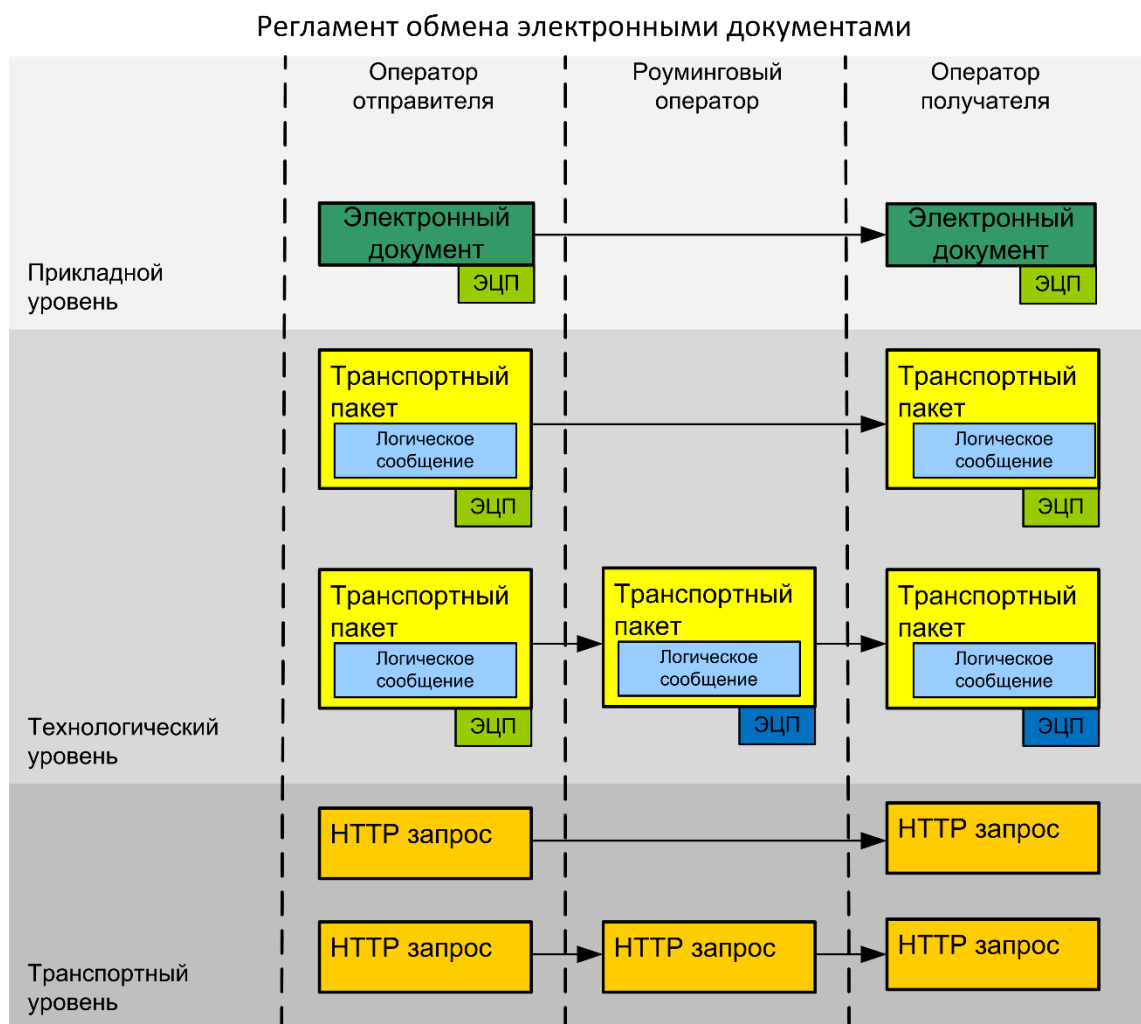 Регламент обмена электронными документами
Оператор
отправителя
Роуминговый
оператор
Оператор
получателя
Прикладной
уровень
Электронный
документ
ЭЦП
Электронный
документ
ЭЦП
Технологический
уровень
Транспортный
пакет
Логическое
сообщение
ЭЦП
Транспортный
пакет
Логическое
сообщение
ЭЦП
Транспортный
пакет
Логическое
сообщение
ЭЦП
Транспортный
пакет
Логическое
сообщение
ЭЦП
Транспортный
пакет
Логическое
сообщение
ЭЦП
Транспортный
уровень
HTTP запрос
HTTP запрос
HTTP запрос
HTTP запрос
HTTP запрос